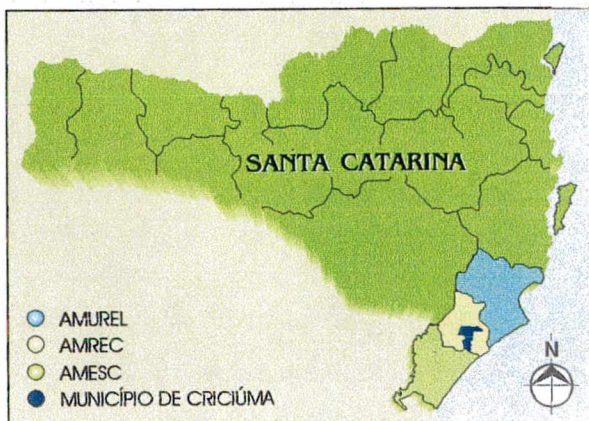 SANTA CATARINA
AMUREL
AMREC
AMESC
MUNICÍPIO DE CRICIÚMA
N